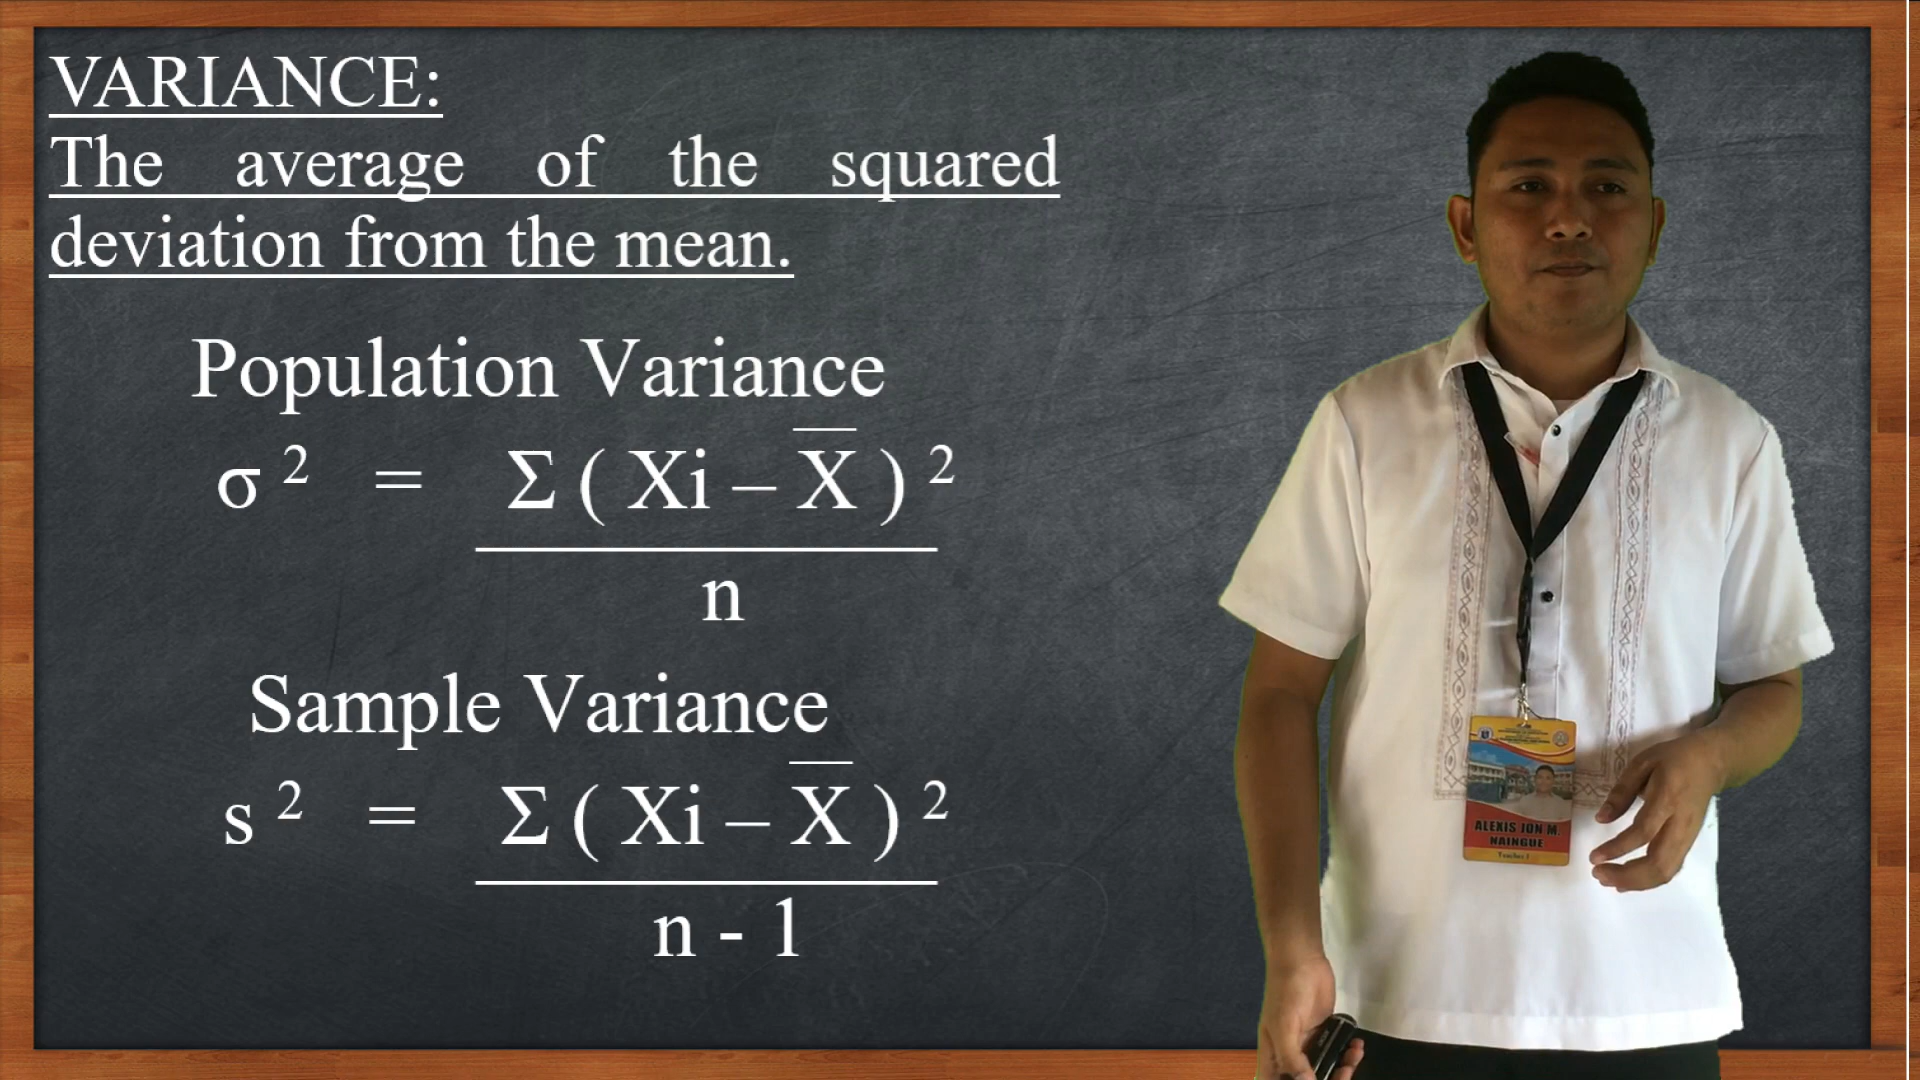 VARIANCE:
The average of the squared
deviation from the mean.
Population Variance
σ 2 = Σ ( Xi – X̅ ) 2
n
Sample Variance
s 2 = Σ ( Xi – X̅ ) 2
n - 1
ALEXIS JON M.
NAINGUE
Teacher I